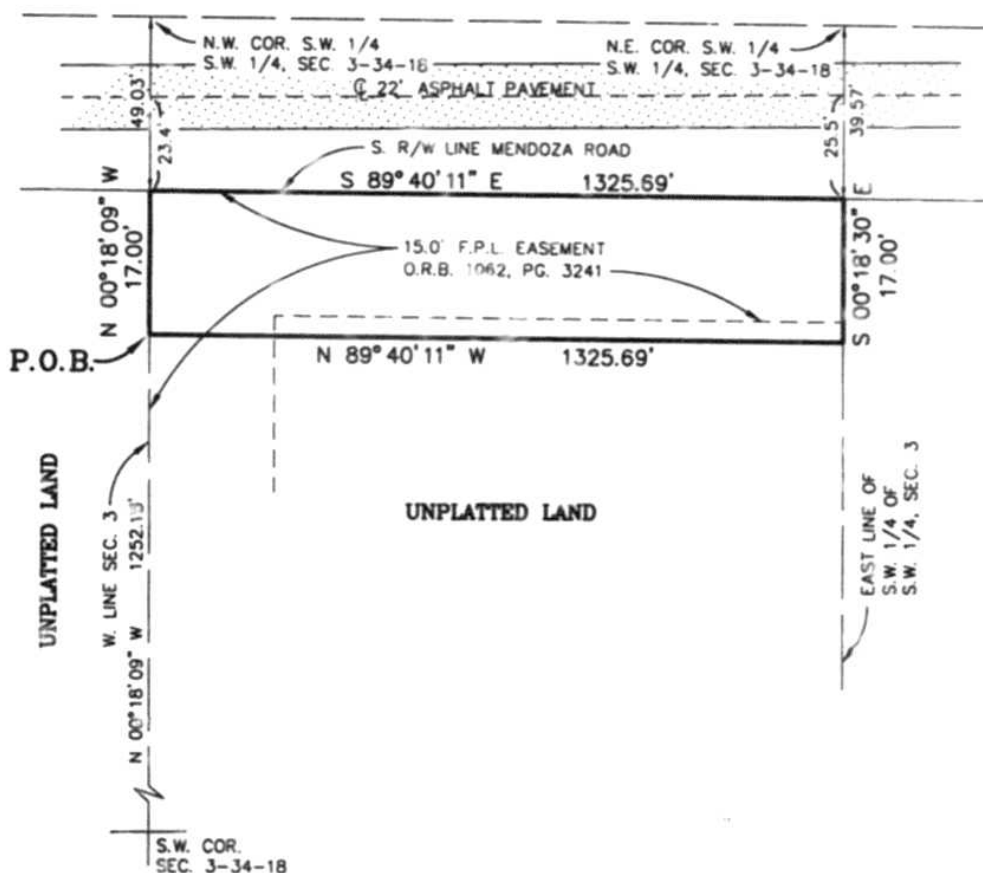 N.W. COR. S.W. 1/4
S.W. 1/4, SEC. 3-34-18
N.E. COR. S.W. 1/4
S.W. 1/4, SEC. 3-34-18
℄ 22' ASPHALT PAVEMENT
49.03'
23.4'
25.5'
39.57'
S. R/W LINE MENDOZA ROAD
S 89°40'11" E 1325.69'
N 00°18'09" W
17.00'
15.0' F.P.L. EASEMENT
O.R.B. 1062, PG. 3241
S 00°18'30" E
17.00'
P.O.B.
N 89°40'11" W 1325.69'
UNPLATTED LAND
W. LINE SEC. 3
N 00°18'09" W
UNPLATTED LAND
EAST LINE OF
S.W. 1/4 OF
S.W. 1/4, SEC. 3
S.W. COR.
SEC. 3-34-18